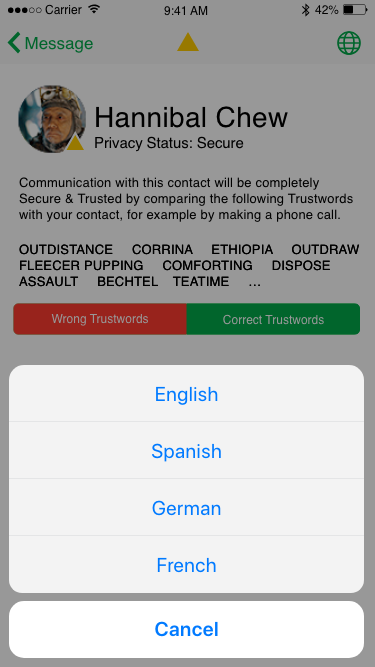 Carrier 9:41 AM 42%
Message
Hannibal Chew
Privacy Status: Secure
Communication with this contact will be completely
Secure & Trusted by comparing the following Trustwords
with your contact, for example by making a phone call.
OUTDISTANCE CORRINA ETHIOPIA OUTDRAW
FLEECER PUPPING COMFORTING DISPOSE
ASSAULT BECHTEL TEATIME ...
Wrong Trustwords Correct Trustwords
English
Spanish
German
French
Cancel